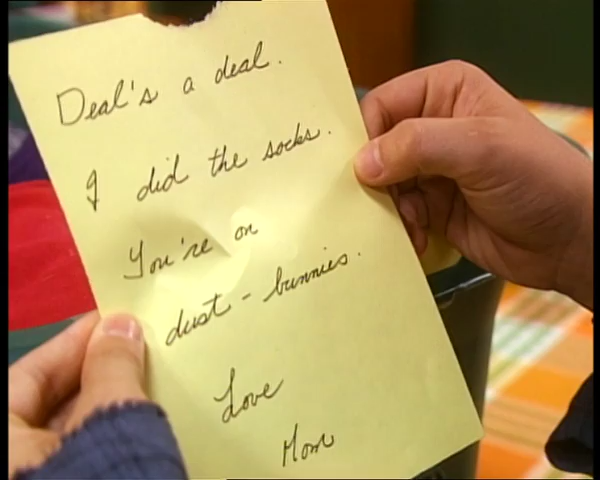 Deal's a deal.
I did the socks.
You're on
dust-bunnies.
Love
Mom